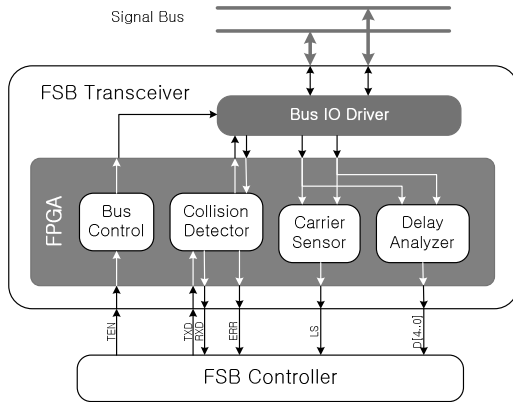 Signal Bus
FSB Transceiver
Bus IO Driver
FPGA
Bus
Control
Collision
Detector
Carrier
Sensor
Delay
Analyzer
TEN
TXD
RXD
ERR
LS
D[4..0]
FSB Controller